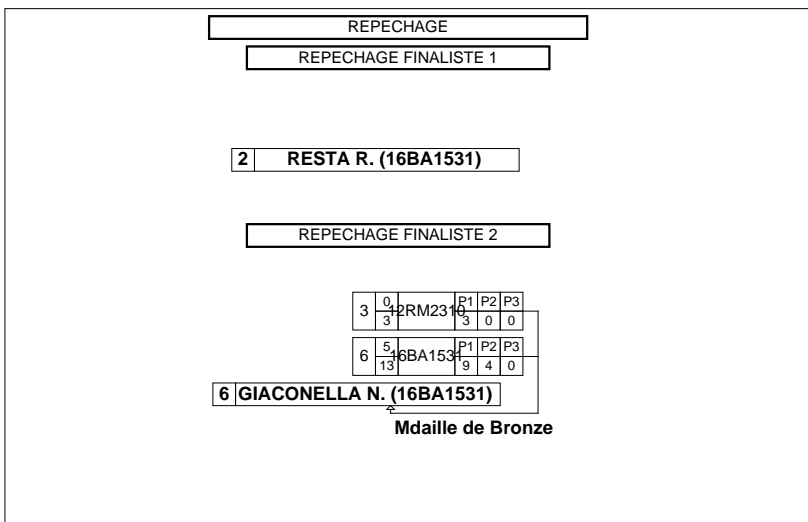 REPECHAGE
REPECHAGE FINALISTE 1
2 RESTA R. (16BA1531)
REPECHAGE FINALISTE 2
3 0 3 12RM2310 P1 P2 P3
3 0 0
6 5 13 16BA1531 P1 P2 P3
9 4 0
6 GIACONELLA N. (16BA1531)
Mdaille de Bronze